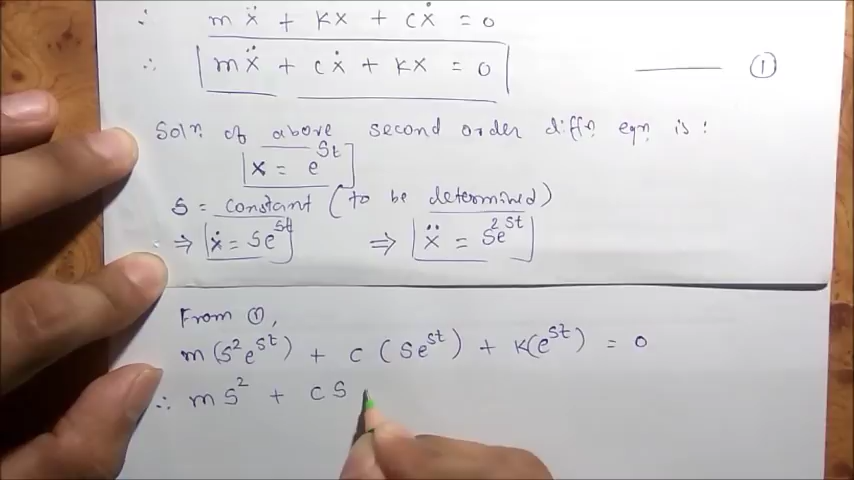 ∴ mẍ + kx + cẋ = 0
∴ mẍ + cẋ + kx = 0 ①
Soln of above second order diffn eqn is :
x = e^{St}
S = constant (to be determined)
⇒ ẋ = Se^{St} ⇒ ẍ = S²e^{St}
From ①,
m(S²e^{St}) + c (Se^{St}) + k(e^{St}) = 0
∴ mS² + cS